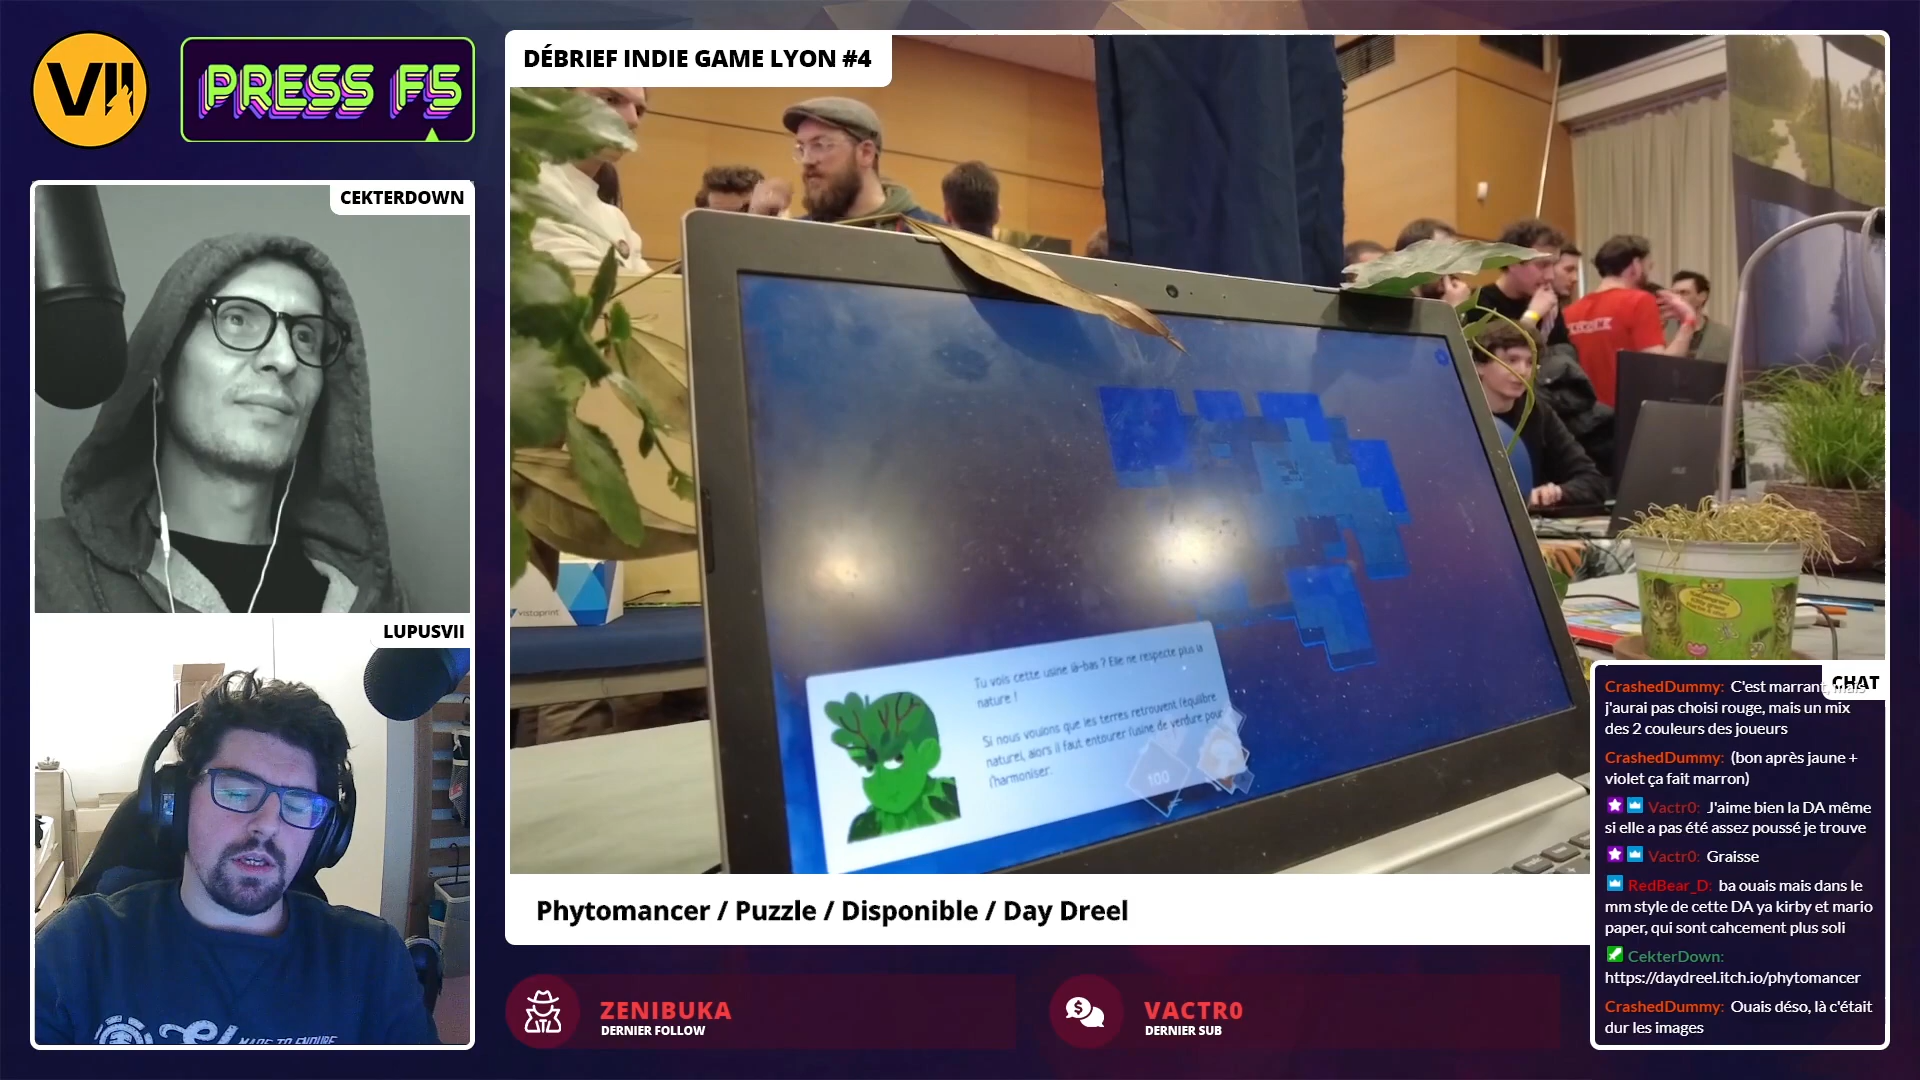 VII
PRESS F5
DÉBRIEF INDIE GAME LYON #4
CEKTERDOWN
LUPUSVII
MADE TO ENDURE
vistaprint
Tu vois cette usine là-bas ? Elle ne respecte plus la
nature !
Si nous voulons que les terres retrouvent l'équilibre
naturel, alors il faut entourer l'usine de verdure pour
l'harmoniser.
100
Phytomancer / Puzzle / Disponible / Day Dreel
ZENIBUKA
DERNIER FOLLOW
VACTR0
DERNIER SUB
CHAT
CrashedDummy: C'est marrant, mais
j'aurai pas choisi rouge, mais un mix
des 2 couleurs des joueurs
CrashedDummy: (bon après jaune +
violet ça fait marron)
Vactr0: J'aime bien la DA même
si elle a pas été assez poussé je trouve
Vactr0: Graisse
RedBear_D: ba ouais mais dans le
mm style de cette DA ya kirby et mario
paper, qui sont cahcement plus soli
CekterDown:
https://daydreel.itch.io/phytomancer
CrashedDummy: Ouais déso, là c'était
dur les images